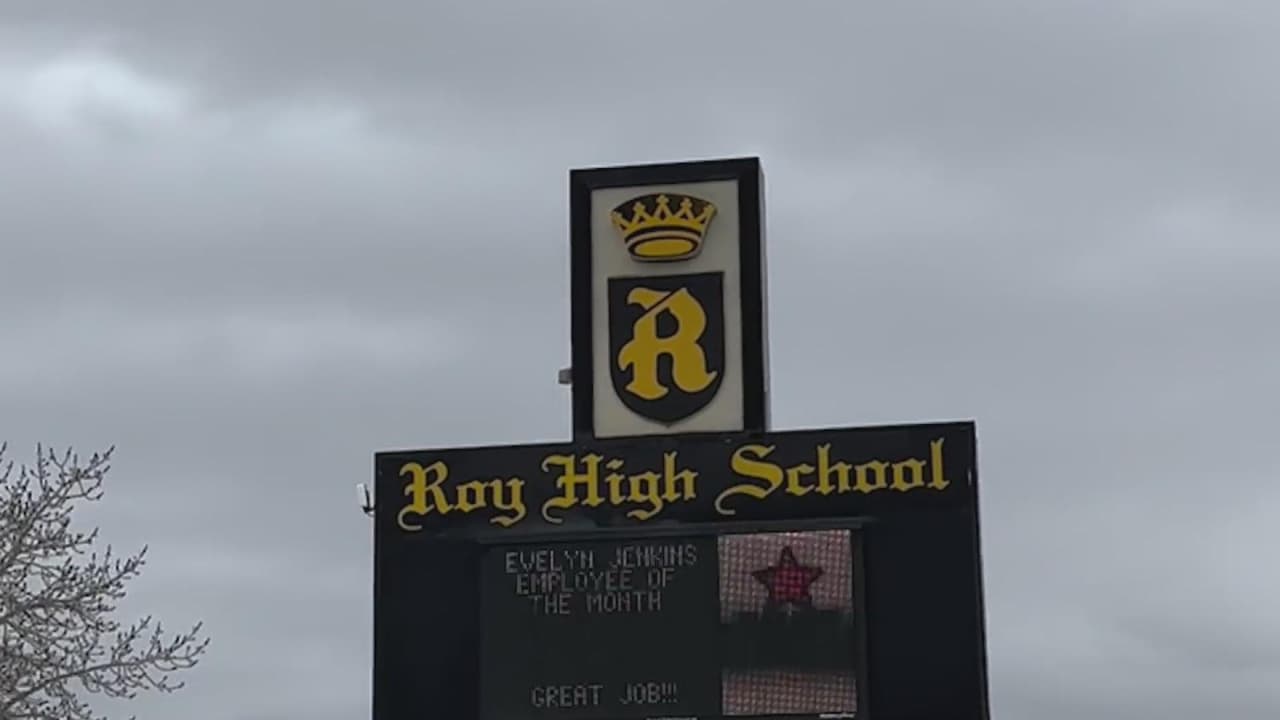 R
Roy High School
EVELYN JENKINS
EMPLOYEE OF
THE MONTH
GREAT JOB!!!